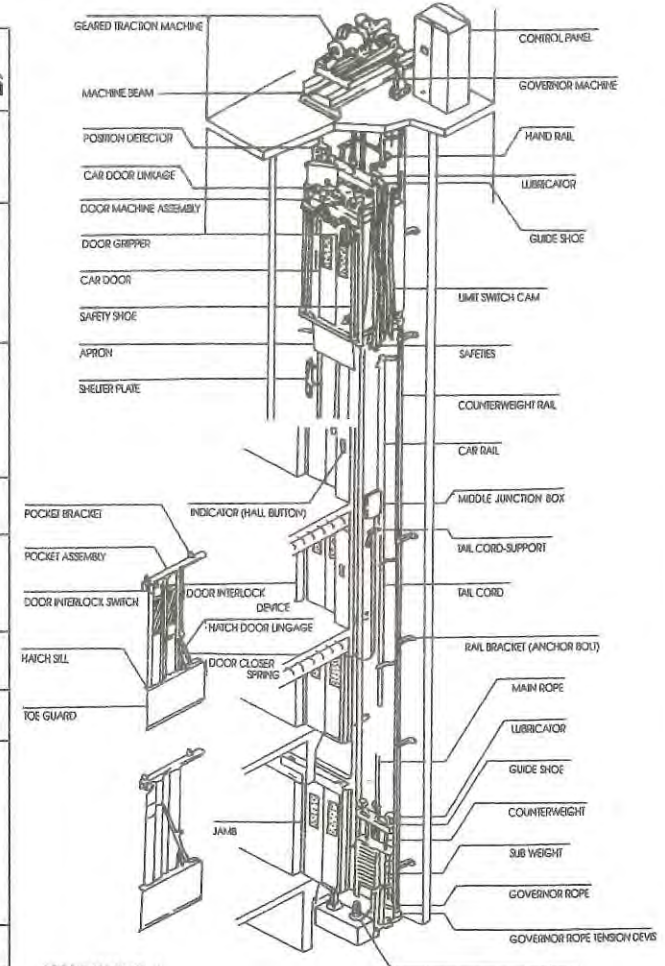 GEARED TRACTION MACHINE
MACHINE BEAM
POSITION DETECTOR
CAR DOOR LINKAGE
DOOR MACHINE ASSEMBLY
DOOR GRIPPER
CAR DOOR
SAFETY SHOE
APRON
SHELTER PLATE
CONTROL PANEL
GOVERNOR MACHINE
HAND RAIL
LUBRICATOR
GUIDE SHOE
LIMIT SWITCH CAM
SAFETIES
COUNTERWEIGHT RAIL
CAR RAIL
MIDDLE JUNCTION BOX
TAIL CORD-SUPPORT
TAIL CORD
RAIL BRACKET (ANCHOR BOLT)
MAIN ROPE
LUBRICATOR
GUIDE SHOE
COUNTERWEIGHT
SUB WEIGHT
GOVERNOR ROPE
GOVERNOR ROPE TENSION DEVIS
INDICATOR (HALL BUTTON)
POCKET BRACKET
POCKET ASSEMBLY
DOOR INTERLOCK SWITCH
HATCH SILL
TOE GUARD
DOOR INTERLOCK
DEVICE
HATCH DOOR LINGAGE
DOOR CLOSER
SPRING
JAMB